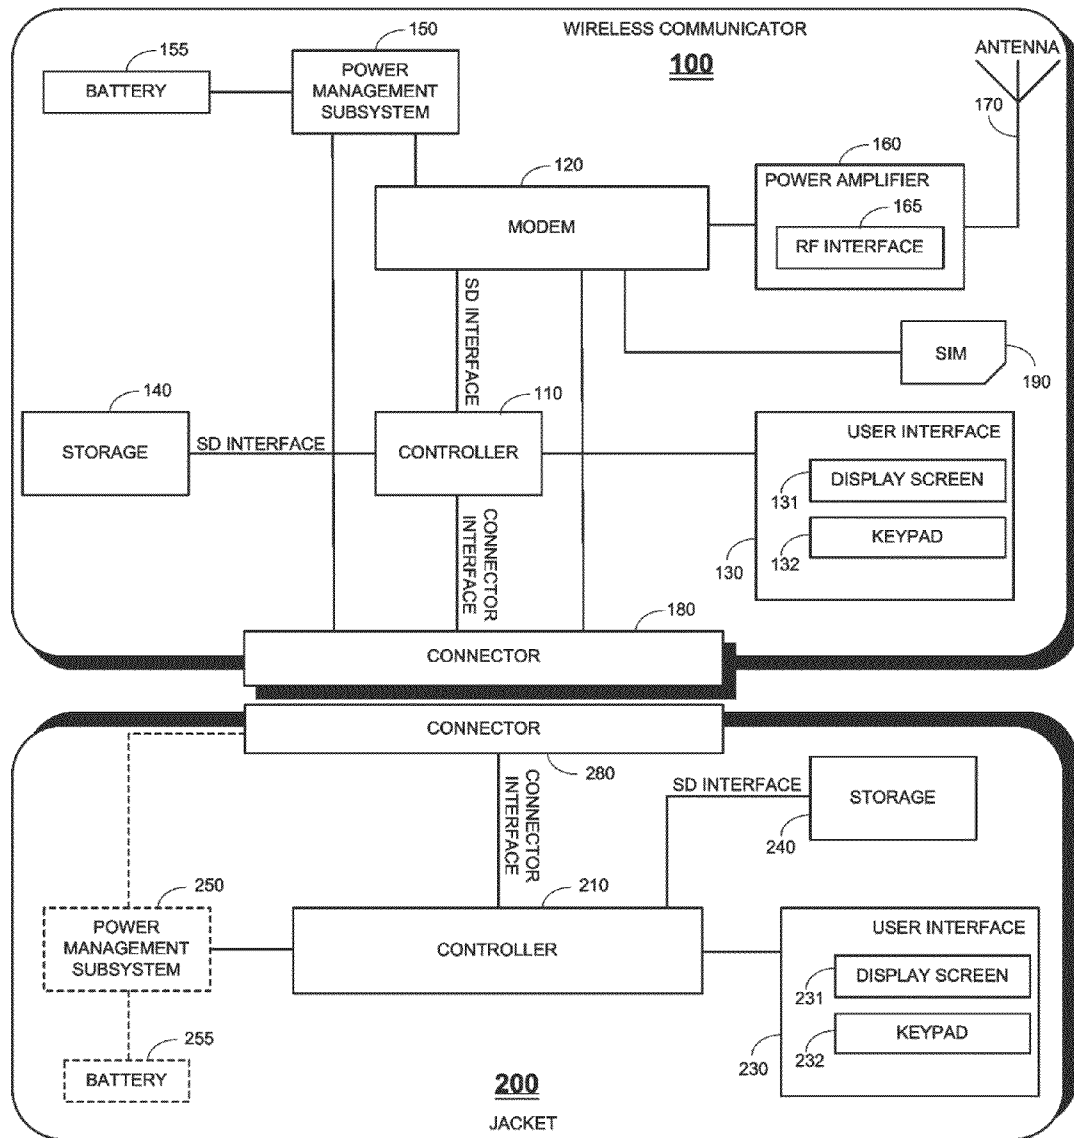 WIRELESS COMMUNICATOR
100
150
155
BATTERY
POWER
MANAGEMENT
SUBSYSTEM
ANTENNA
170
120
MODEM
160
POWER AMPLIFIER
165
RF INTERFACE
SD INTERFACE
SIM
190
140
STORAGE
SD INTERFACE
110
CONTROLLER
USER INTERFACE
DISPLAY SCREEN
131
KEYPAD
132
130
CONNECTOR
INTERFACE
180
CONNECTOR
CONNECTOR
280
CONNECTOR
INTERFACE
SD INTERFACE
STORAGE
240
250
POWER
MANAGEMENT
SUBSYSTEM
210
CONTROLLER
USER INTERFACE
DISPLAY SCREEN
231
KEYPAD
232
230
255
BATTERY
200
JACKET